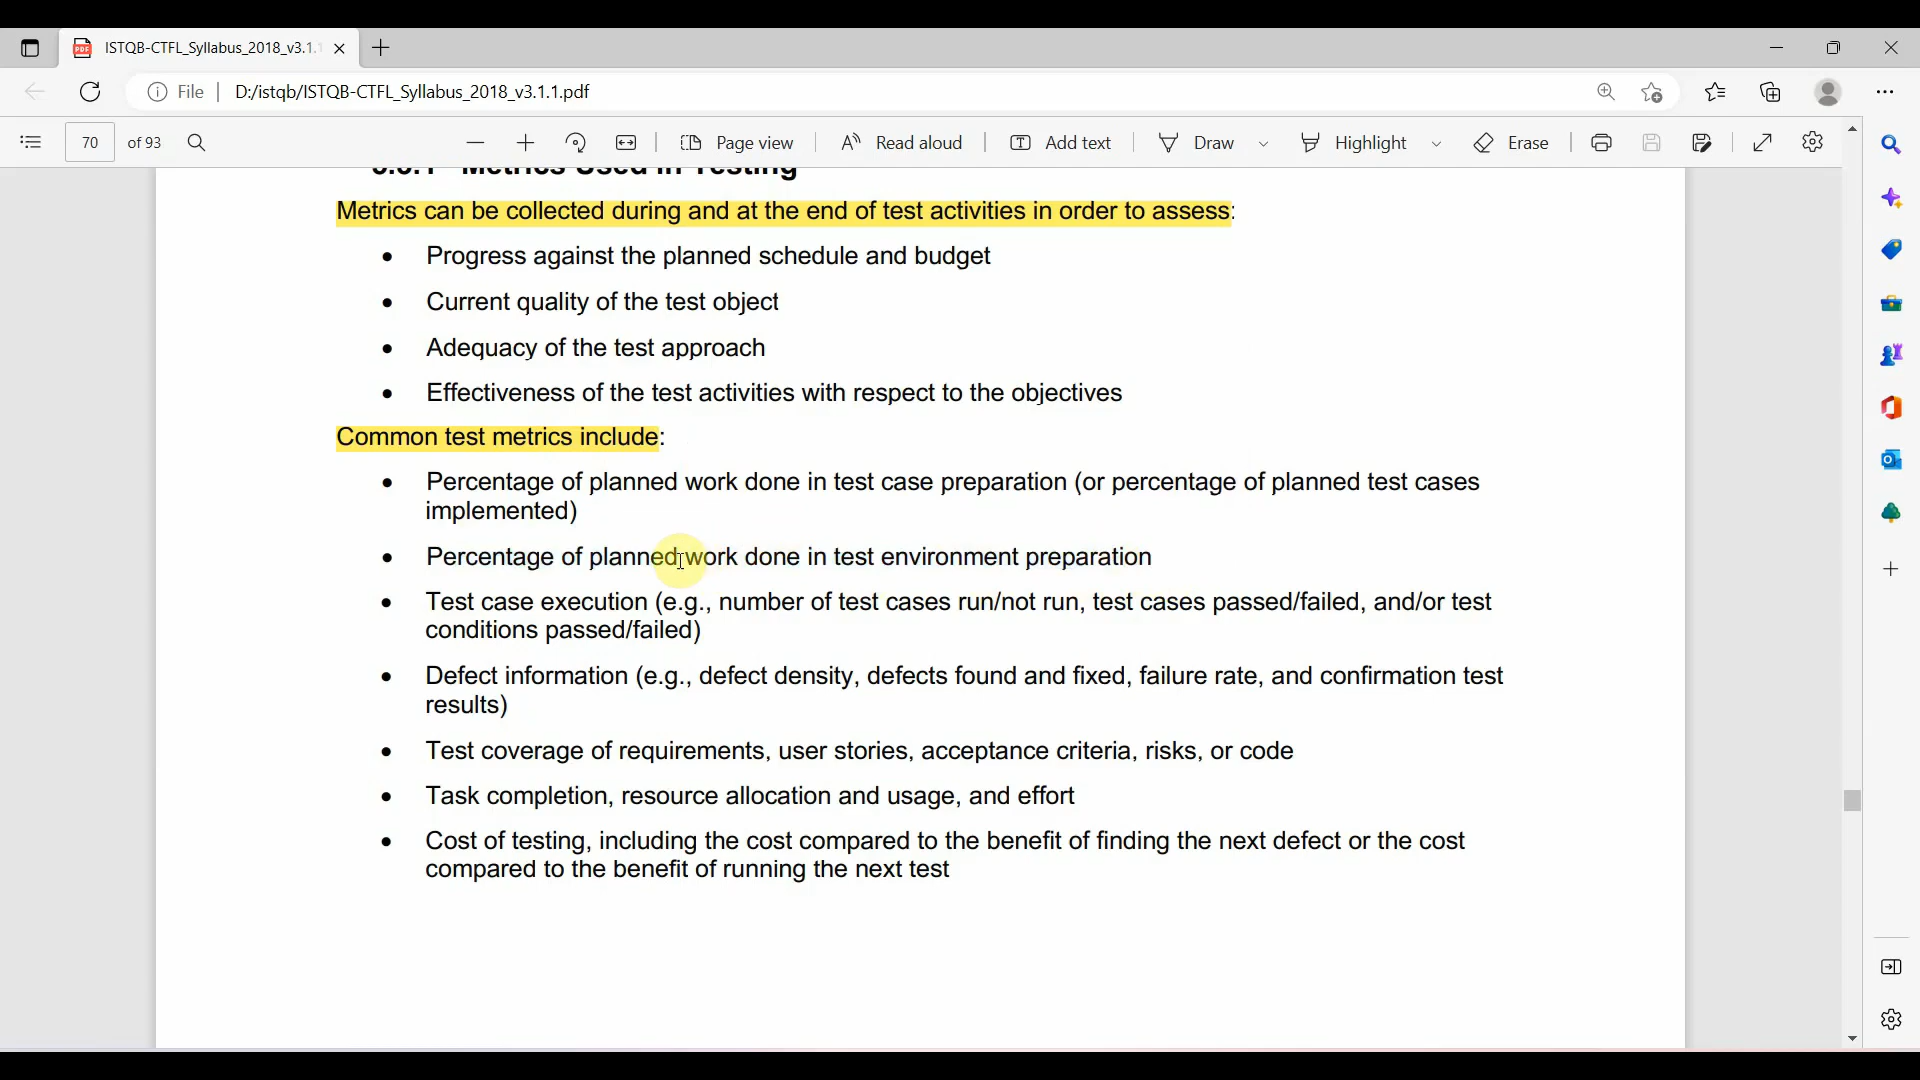 ISTQB-CTFL_Syllabus_2018_v3.1.1
File
D:/istqb/ISTQB-CTFL_Syllabus_2018_v3.1.1.pdf
70 of 93
Page view
Read aloud
Add text
Draw
Highlight
Erase
Metrics Used in Testing
Metrics can be collected during and at the end of test activities in order to assess:
• Progress against the planned schedule and budget
• Current quality of the test object
• Adequacy of the test approach
• Effectiveness of the test activities with respect to the objectives
Common test metrics include:
• Percentage of planned work done in test case preparation (or percentage of planned test cases
implemented)
• Percentage of planned work done in test environment preparation
• Test case execution (e.g., number of test cases run/not run, test cases passed/failed, and/or test
conditions passed/failed)
• Defect information (e.g., defect density, defects found and fixed, failure rate, and confirmation test
results)
• Test coverage of requirements, user stories, acceptance criteria, risks, or code
• Task completion, resource allocation and usage, and effort
• Cost of testing, including the cost compared to the benefit of finding the next defect or the cost
compared to the benefit of running the next test